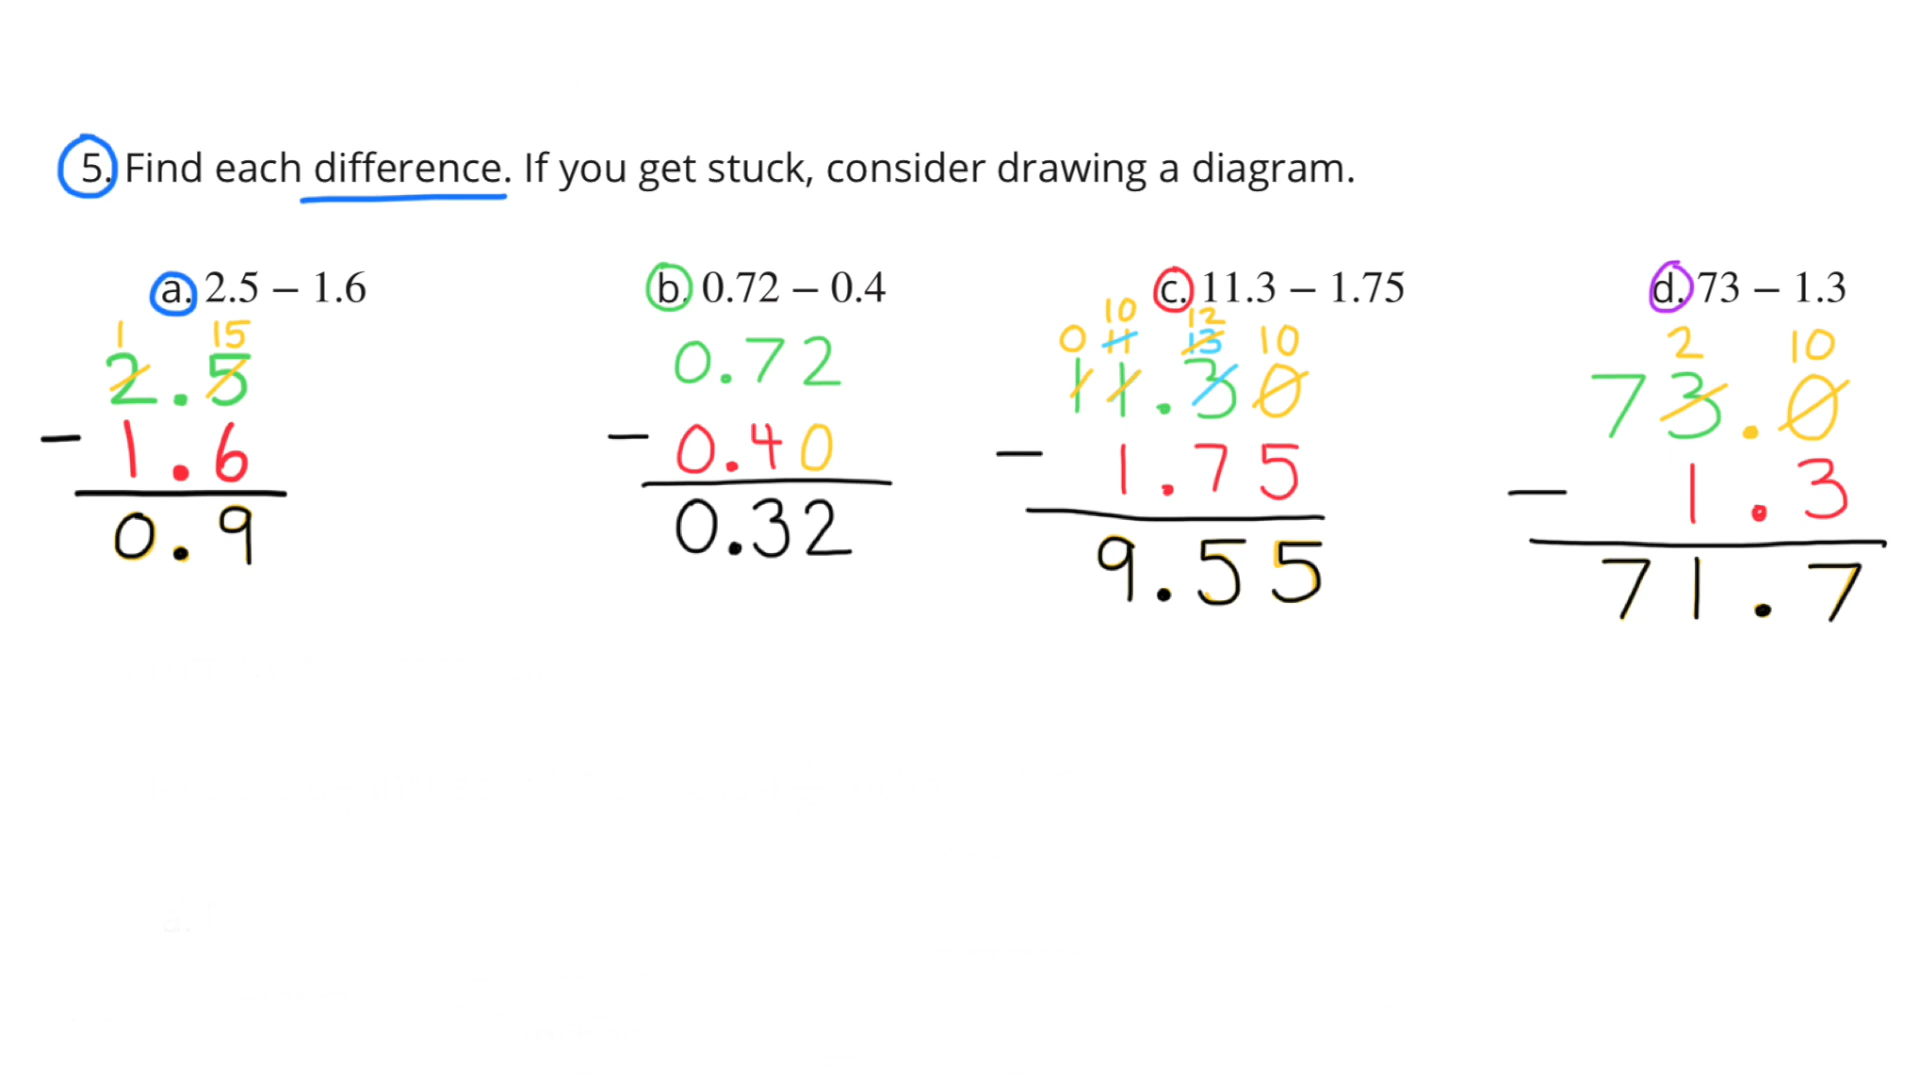 5. Find each difference. If you get stuck, consider drawing a diagram.
a. 2.5 – 1.6
1 15
2.5
– 1.6
0.9
b. 0.72 – 0.4
0.72
– 0.40
0.32
c. 11.3 – 1.75
10 12
0 11 13 10
11.30
– 1.75
9.55
d. 73 – 1.3
2 10
73.0
– 1.3
71.7